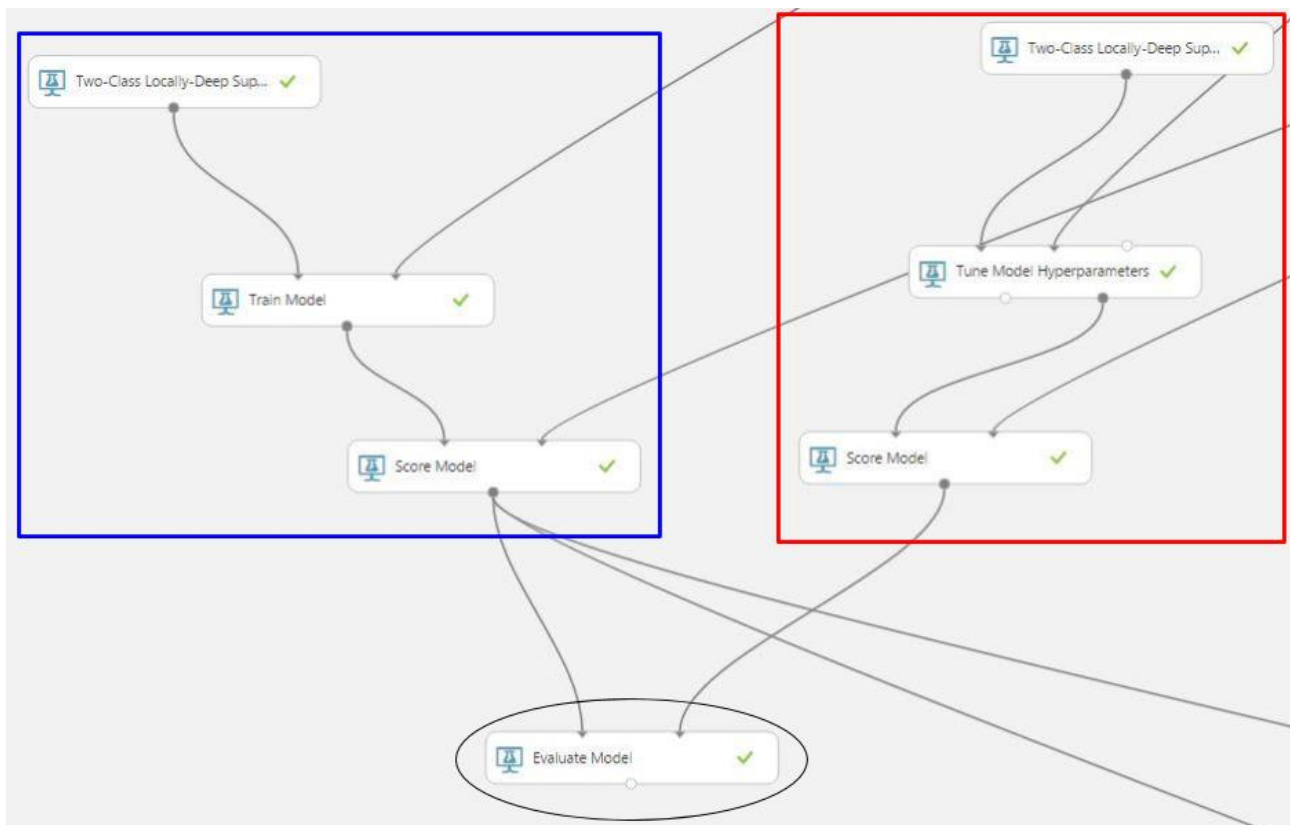 Two-Class Locally-Deep Sup...
Two-Class Locally-Deep Sup...
Tune Model Hyperparameters
Train Model
Score Model
Score Model
Evaluate Model